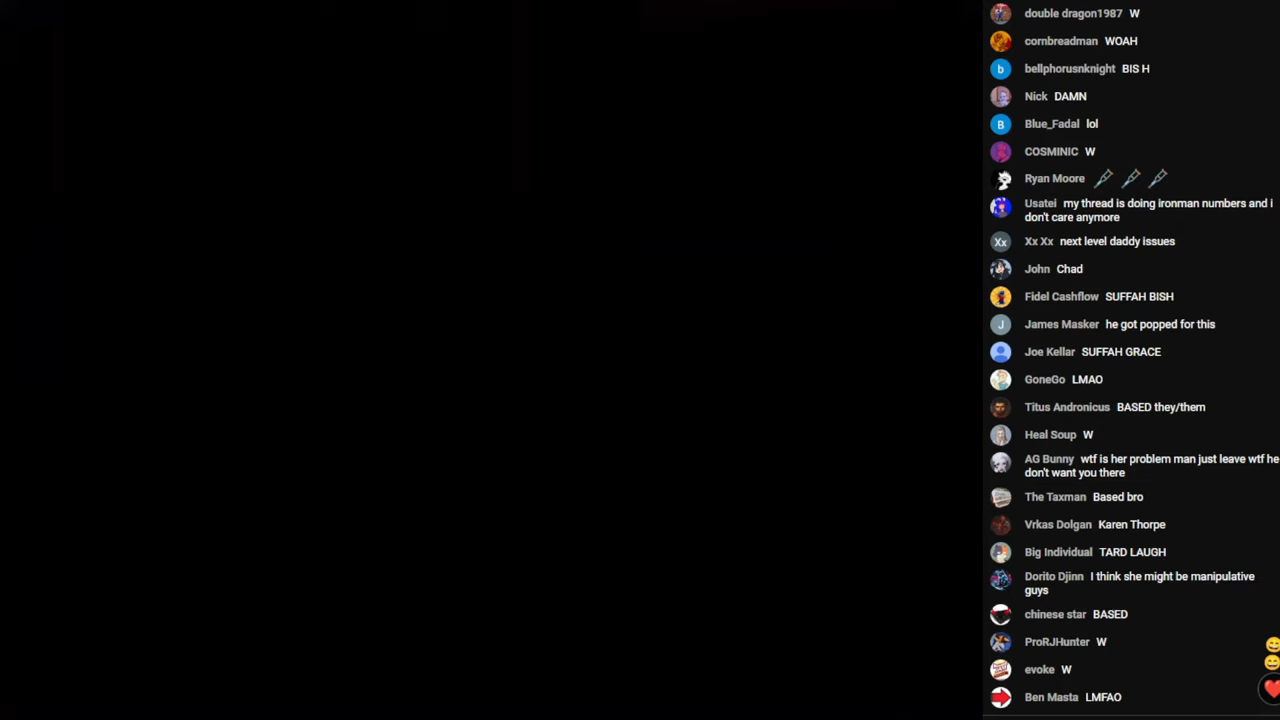 double dragon1987 W
cornbreadman WOAH
b bellphorusnknight BIS H
Nick DAMN
B Blue_Fadal lol
COSMINIC W
Ryan Moore
Usatei my thread is doing ironman numbers and i
don't care anymore
Xx Xx Xx next level daddy issues
John Chad
Fidel Cashflow SUFFAH BISH
J James Masker he got popped for this
Joe Kellar SUFFAH GRACE
GoneGo LMAO
Titus Andronicus BASED they/them
Heal Soup W
AG Bunny wtf is her problem man just leave wtf he
don't want you there
The Taxman Based bro
Vrkas Dolgan Karen Thorpe
Big Individual TARD LAUGH
Dorito Djinn I think she might be manipulative
guys
chinese star BASED
ProRJHunter W
evoke W
Ben Masta LMFAO